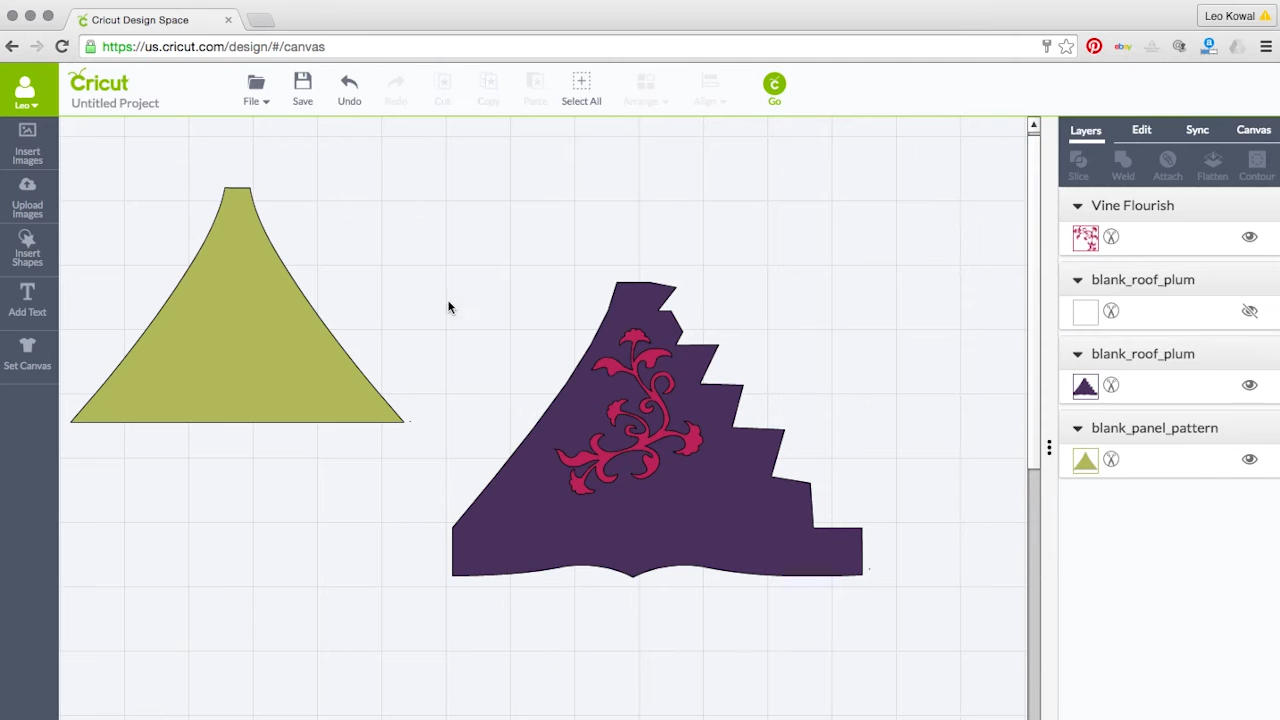 Cricut Design Space
Leo Kowal
https://us.cricut.com/design/#/canvas
ebay
a
Leo
Cricut
Untitled Project
File
Save
Undo
Redo
Cut
Copy
Paste
Select All
Arrange
Align
Go
Insert
Images
Upload
Images
Insert
Shapes
Add Text
Set Canvas
Layers
Edit
Sync
Canvas
Slice
Weld
Attach
Flatten
Contour
Vine Flourish
blank_roof_plum
blank_roof_plum
blank_panel_pattern